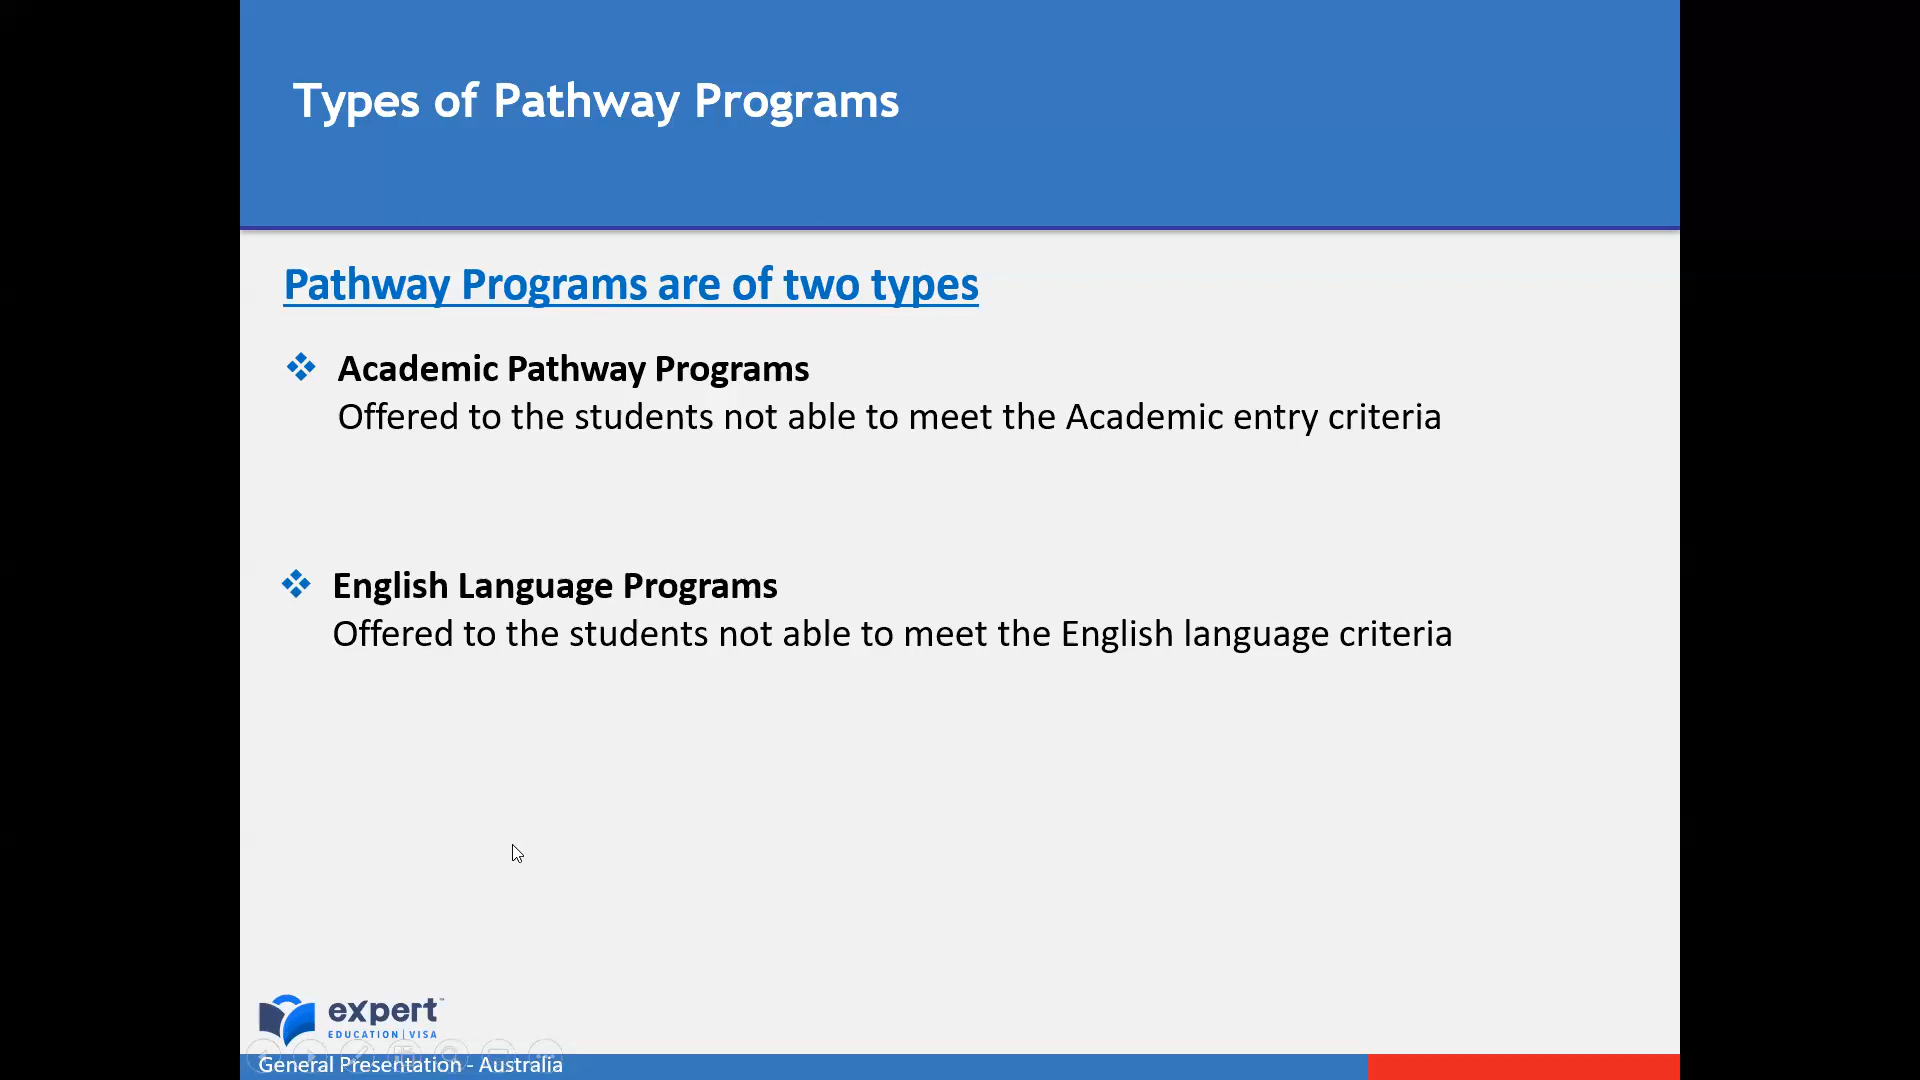 Types of Pathway Programs
Pathway Programs are of two types
Academic Pathway Programs
Offered to the students not able to meet the Academic entry criteria
English Language Programs
Offered to the students not able to meet the English language criteria
expert™
EDUCATION | VISA
General Presentation - Australia